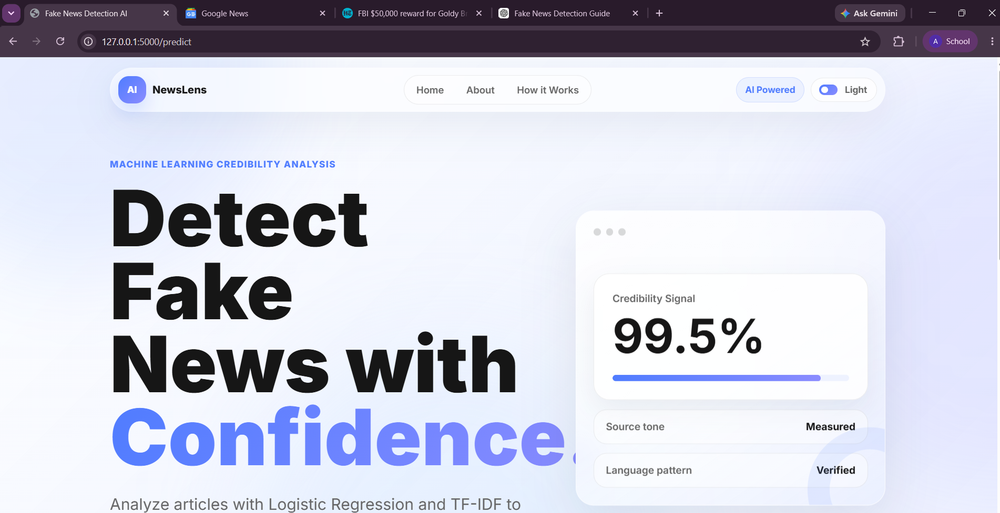 Fake News Detection AI
Google News
FBI $50,000 reward for Goldy Br
Fake News Detection Guide
Ask Gemini
127.0.0.1:5000/predict
A School
AI NewsLens
Home About How it Works
AI Powered
Light
MACHINE LEARNING CREDIBILITY ANALYSIS
Detect
Fake
News with
Confidence.
Analyze articles with Logistic Regression and TF-IDF to
Credibility Signal
99.5%
Source tone Measured
Language pattern Verified